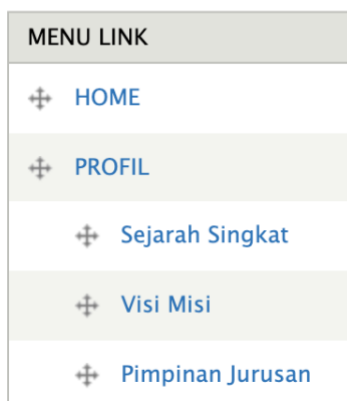 MENU LINK
HOME
PROFIL
Sejarah Singkat
Visi Misi
Pimpinan Jurusan